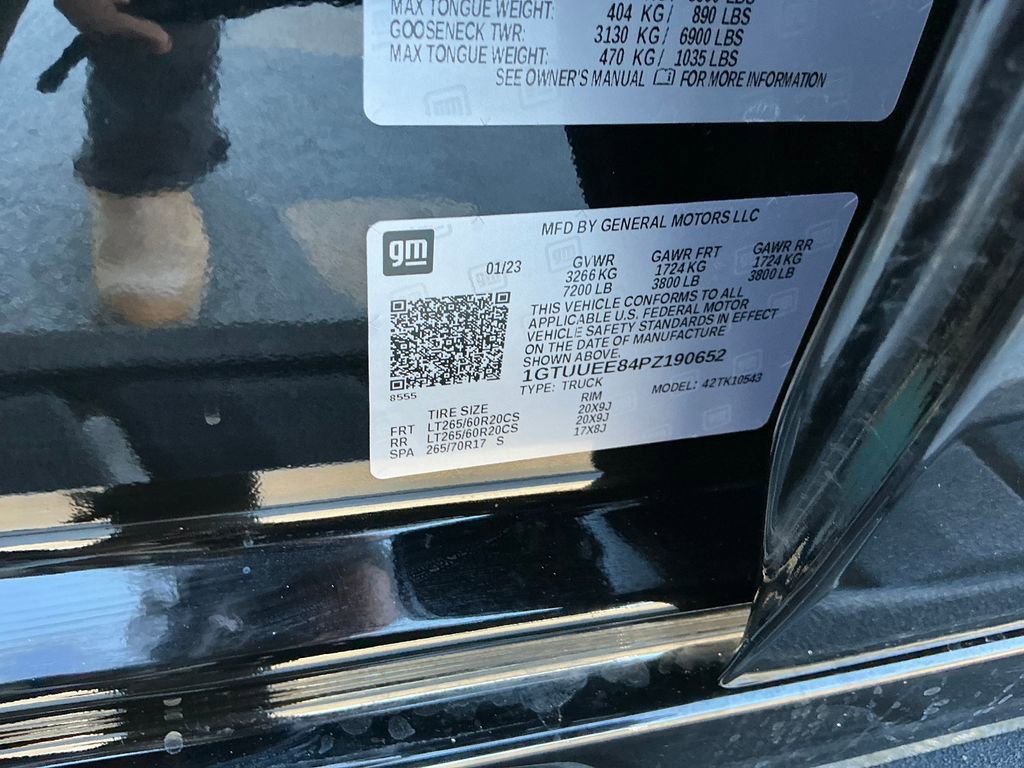 MAX TONGUE WEIGHT: 404 KG / 890 LBS
GOOSENECK TWR: 3130 KG / 6900 LBS
MAX TONGUE WEIGHT: 470 KG / 1035 LBS
SEE OWNER'S MANUAL FOR MORE INFORMATION
gm
MFD BY GENERAL MOTORS LLC
01/23 GVWR GAWR FRT GAWR RR
3266 KG 1724 KG 1724 KG
7200 LB 3800 LB 3800 LB
THIS VEHICLE CONFORMS TO ALL
APPLICABLE U.S. FEDERAL MOTOR
VEHICLE SAFETY STANDARDS IN EFFECT
ON THE DATE OF MANUFACTURE
SHOWN ABOVE.
1GTUUEE84PZ190652
TYPE: TRUCK MODEL: 42TK10543
8555
TIRE SIZE RIM
FRT LT265/60R20CS 20X9J
RR LT265/60R20CS 20X9J
SPA 265/70R17 S 17X8J